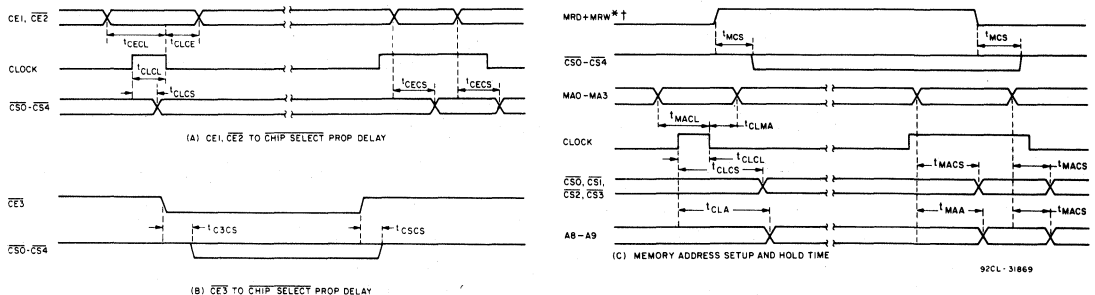 CE1, CE2
tCECL
tCLCE
CLOCK
tCLCL
tCLCS
tCECS
tCECS
CS0-CS4
(A) CE1, CE2 TO CHIP SELECT PROP DELAY
CE3
tC3CS
tCSCS
CS0-CS4
(B) CE3 TO CHIP SELECT PROP DELAY
MRD+MRW*†
tMCS
tMCS
CS0-CS4
MA0-MA3
tMACL
tCLMA
CLOCK
tCLCL
tCLCS
tMACS
tMACS
CS0, CS1,
CS2, CS3
tCLA
tMAA
tMACS
A8-A9
(C) MEMORY ADDRESS SETUP AND HOLD TIME
92CL-31869